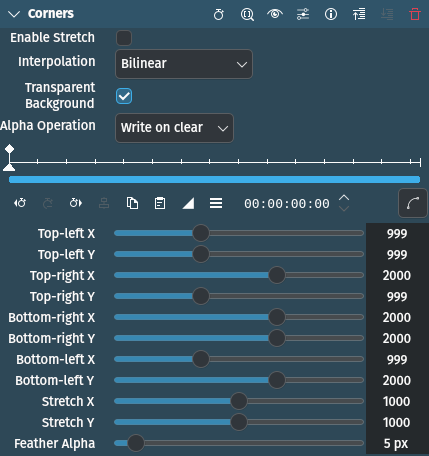 Corners
Enable Stretch
Interpolation Bilinear
Transparent
Background
Alpha Operation Write on clear
00:00:00:00
Top-left X 999
Top-left Y 999
Top-right X 2000
Top-right Y 999
Bottom-right X 2000
Bottom-right Y 2000
Bottom-left X 999
Bottom-left Y 2000
Stretch X 1000
Stretch Y 1000
Feather Alpha 5 px